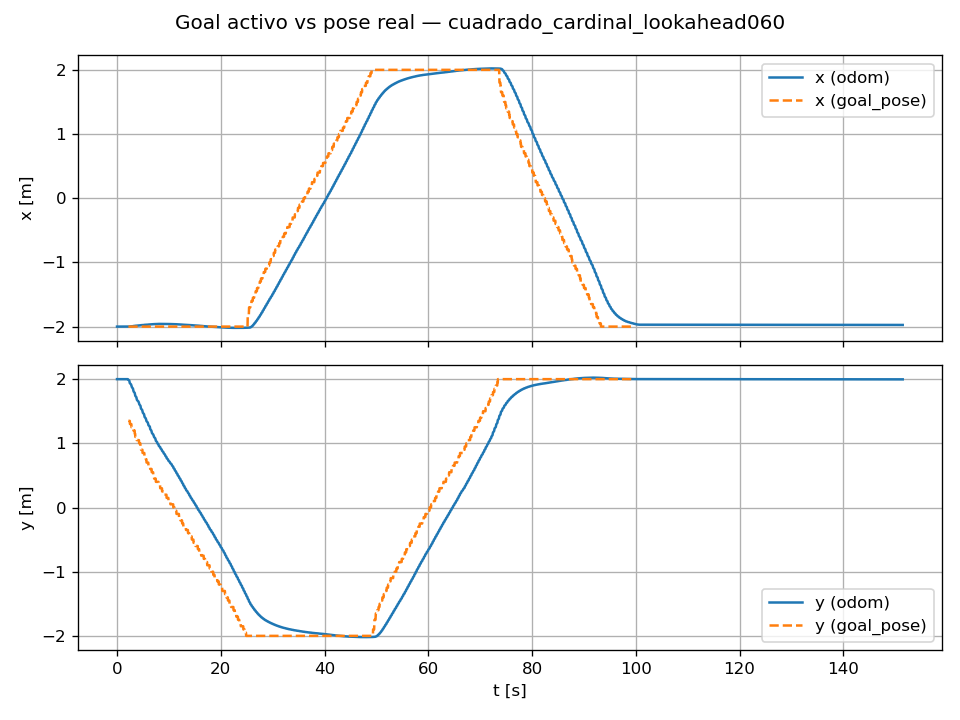 Goal activo vs pose real — cuadrado_cardinal_lookahead060
x [m]
2
1
0
−1
−2
x (odom)
x (goal_pose)
y [m]
2
1
0
−1
−2
y (odom)
y (goal_pose)
0 20 40 60 80 100 120 140
t [s]